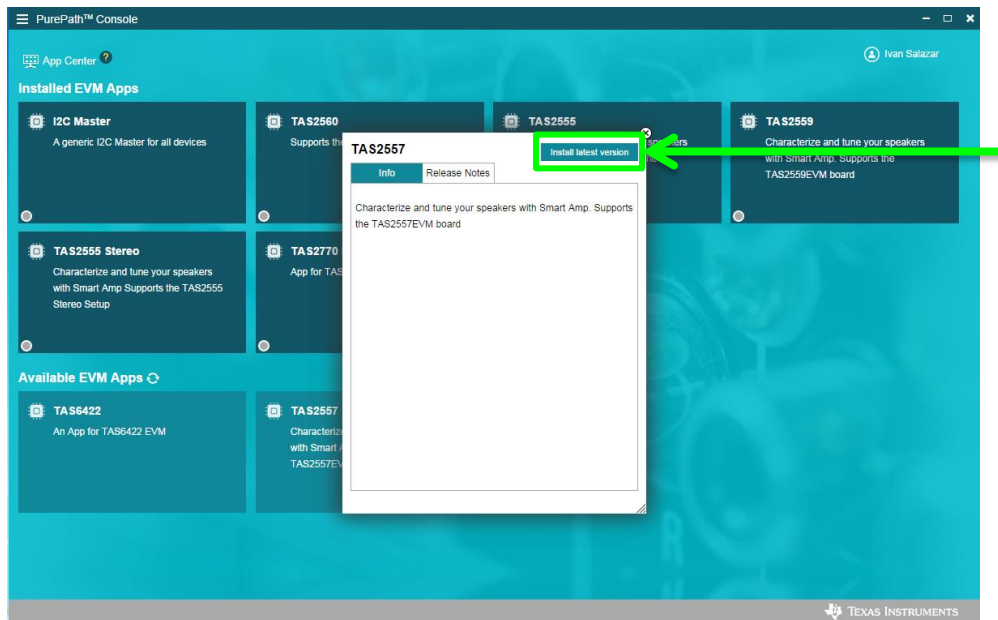 PurePath™ Console
App Center ?
Ivan Salazar
Installed EVM Apps
I2C Master
A generic I2C Master for all devices
TAS2560
Supports the
TAS2555
speakers
TAS2559
Characterize and tune your speakers
with Smart Amp. Supports the
TAS2559EVM board
TAS2557
Install latest version
Info
Release Notes
Characterize and tune your speakers with Smart Amp. Supports
the TAS2557EVM board
TAS2555 Stereo
Characterize and tune your speakers
with Smart Amp Supports the TAS2555
Stereo Setup
TAS2770
App for TAS
Available EVM Apps
TAS6422
An App for TAS6422 EVM
TAS2557
Characteriz
with Smart
TAS2557EV
TEXAS INSTRUMENTS